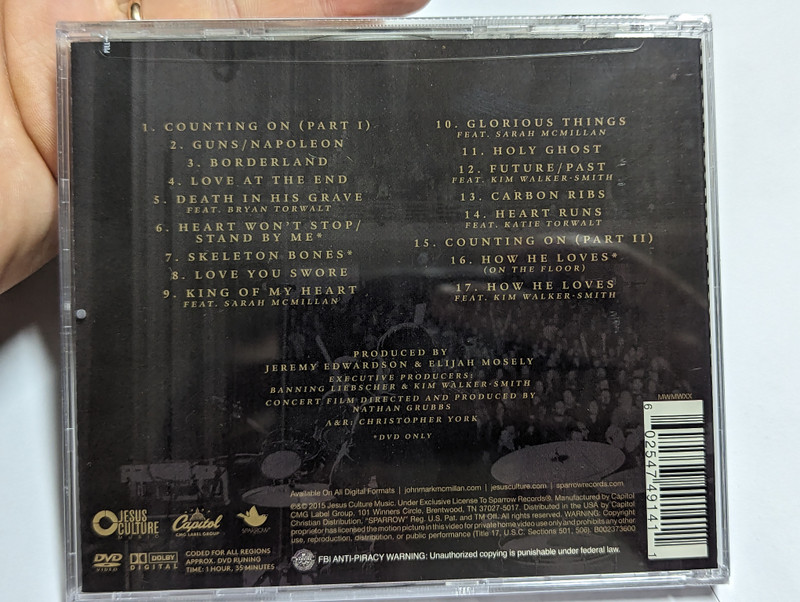 1. COUNTING ON (PART I)
2. GUNS/NAPOLEON
3. BORDERLAND
4. LOVE AT THE END
5. DEATH IN HIS GRAVE
FEAT. BRYAN TORWALT
6. HEART WON'T STOP/
STAND BY ME*
7. SKELETON BONES*
8. LOVE YOU SWORE
9. KING OF MY HEART
FEAT. SARAH MCMILLAN
10. GLORIOUS THINGS
FEAT. SARAH MCMILLAN
11. HOLY GHOST
12. FUTURE/PAST
FEAT. KIM WALKER-SMITH
13. CARBON RIBS
14. HEART RUNS
FEAT. KATIE TORWALT
15. COUNTING ON (PART II)
16. HOW HE LOVES*
(ON THE FLOOR)
17. HOW HE LOVES
FEAT. KIM WALKER-SMITH
PRODUCED BY
JEREMY EDWARDSON & ELIJAH MOSELY
EXECUTIVE PRODUCERS:
BANNING LIEBSCHER & KIM WALKER-SMITH
CONCERT FILM DIRECTED AND PRODUCED BY
NATHAN GRUBBS
A&R: CHRISTOPHER YORK
*DVD ONLY
MWMWXX
6 02547 49141 1
JESUS
CULTURE
MUSIC
Capitol
CMG LABEL GROUP
SPARROW
Available On All Digital Formats | johnmarkmcmillan.com | jesusculture.com | sparrowrecords.com
℗&© 2015 Jesus Culture Music. Under Exclusive License To Sparrow Records®. Manufactured by Capitol
CMG Label Group, 101 Winners Circle, Brentwood, TN 37027-5017. Distributed in the USA by Capitol
Christian Distribution. "SPARROW" Reg. U.S. Pat. and TM Off. All rights reserved. WARNING: Copyright
proprietor has licensed the motion picture in this video for private home video use only and prohibits any other
use, reproduction, distribution, or public performance (Title 17, U.S.C. Sections 501, 506). B002373600
DVD
VIDEO
DOLBY
DIGITAL
CODED FOR ALL REGIONS
APPROX. DVD RUNING
TIME: 1 HOUR, 35 MINUTES
FBI ANTI-PIRACY WARNING: Unauthorized copying is punishable under federal law.